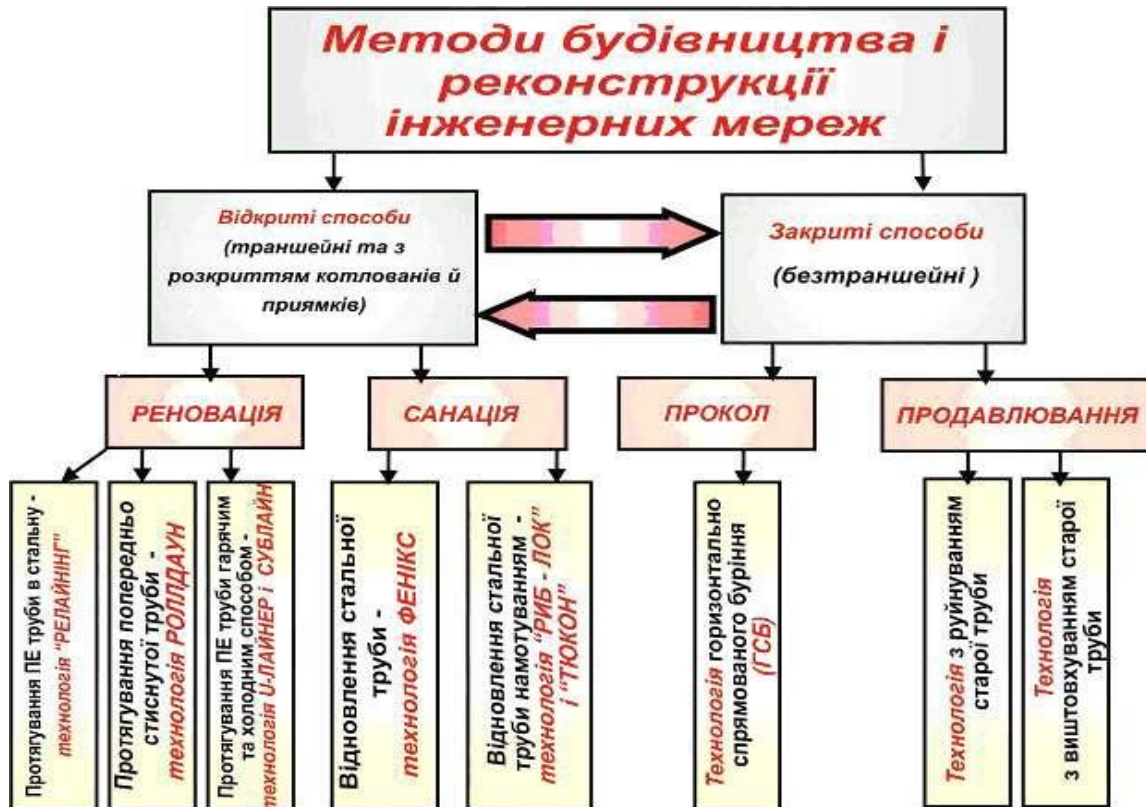 Методи будівництва і
реконструкції
інженерних мереж
Відкриті способи
(траншейні та з
розкриттям котлованів й
приямків)
Закриті способи
(безтраншейні )
РЕНОВАЦІЯ
САНАЦІЯ
ПРОКОЛ
ПРОДАВЛЮВАННЯ
Протягування ПЕ труби в стальну -
технологія “РЕЛАЙНІНГ”
Протягування попередньо
стиснутої труби -
технологія РОЛЛДАУН
Протягування ПЕ труби гарячим
та холодним способом -
технологія U-ЛАЙНЕР і СУБЛАЙН
Відновлення стальної
труби -
технологія ФЕНІКС
Відновлення стальної
труби намотуванням -
технологія “РИБ - ЛОК”
і “ТЮКОН”
Технологія горизонтально
спрямованого буріння
(ГСБ)
Технологія з руйнуванням
старої труби
Технологія
з виштовхуванням старої
труби